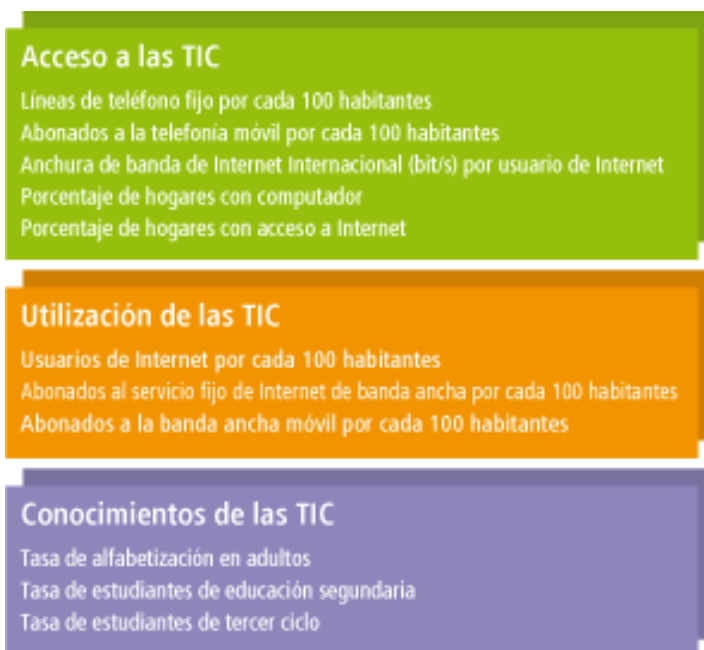 Acceso a las TIC
Líneas de teléfono fijo por cada 100 habitantes
Abonados a la telefonía móvil por cada 100 habitantes
Anchura de banda de Internet Internacional (bit/s) por usuario de Internet
Porcentaje de hogares con computador
Porcentaje de hogares con acceso a Internet
Utilización de las TIC
Usuarios de Internet por cada 100 habitantes
Abonados al servicio fijo de Internet de banda ancha por cada 100 habitantes
Abonados a la banda ancha móvil por cada 100 habitantes
Conocimientos de las TIC
Tasa de alfabetización en adultos
Tasa de estudiantes de educación segundaria
Tasa de estudiantes de tercer ciclo